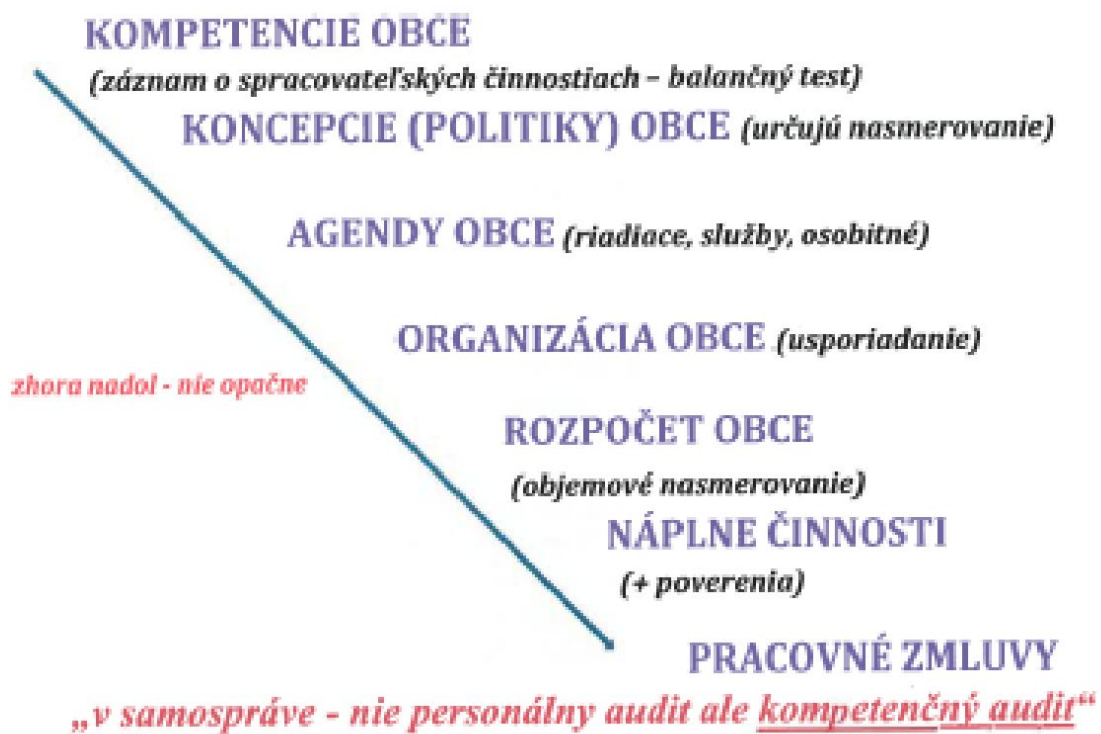 KOMPETENCIE OBCE
(záznam o spracovateľských činnostiach – balančný test)
KONCEPCIE (POLITIKY) OBCE (určujú nasmerovanie)
AGENDY OBCE (riadiace, služby, osobitné)
ORGANIZÁCIA OBCE (usporiadanie)
zhora nadol - nie opačne
ROZPOČET OBCE
(objemové nasmerovanie)
NÁPLNE ČINNOSTI
(+ poverenia)
PRACOVNÉ ZMLUVY
„v samospráve - nie personálny audit ale kompetenčný audit“